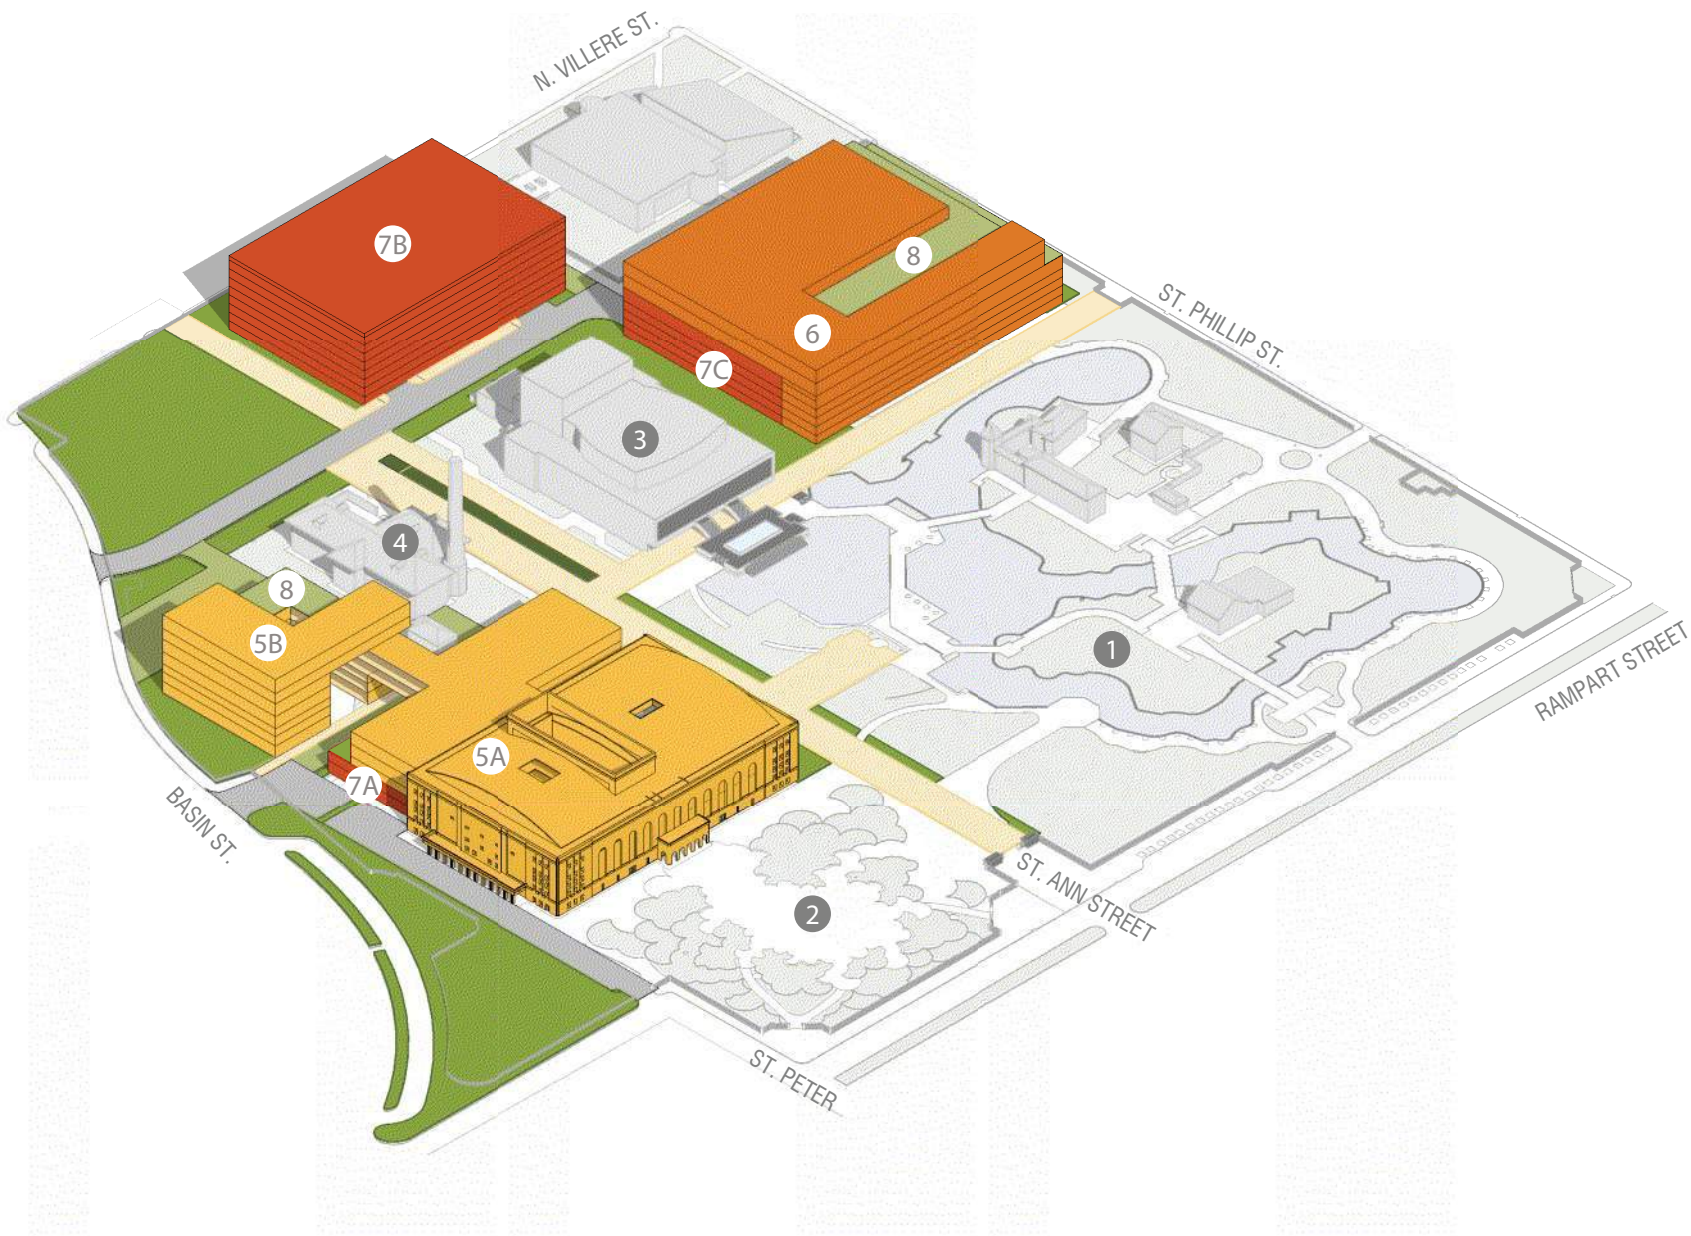 N. VILLERE ST.
7B
8
ST. PHILLIP ST.
6
7C
3
4
8
5B
1
RAMPART STREET
5A
7A
BASIN ST.
ST. ANN STREET
2
ST. PETER